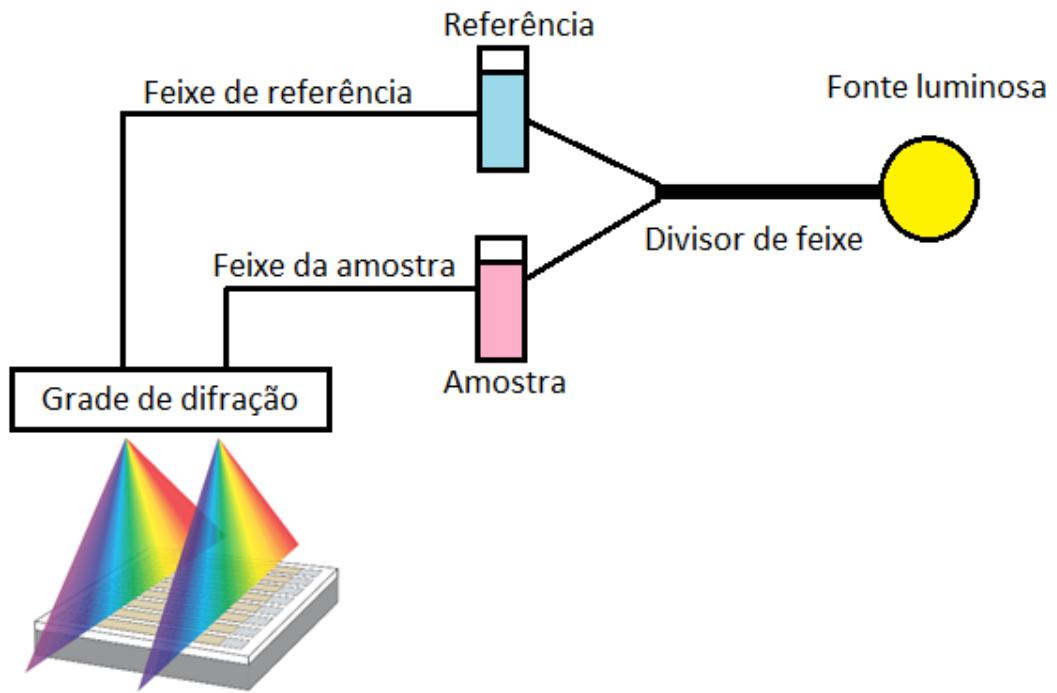 Referência
Feixe de referência
Fonte luminosa
Divisor de feixe
Feixe da amostra
Amostra
Grade de difração